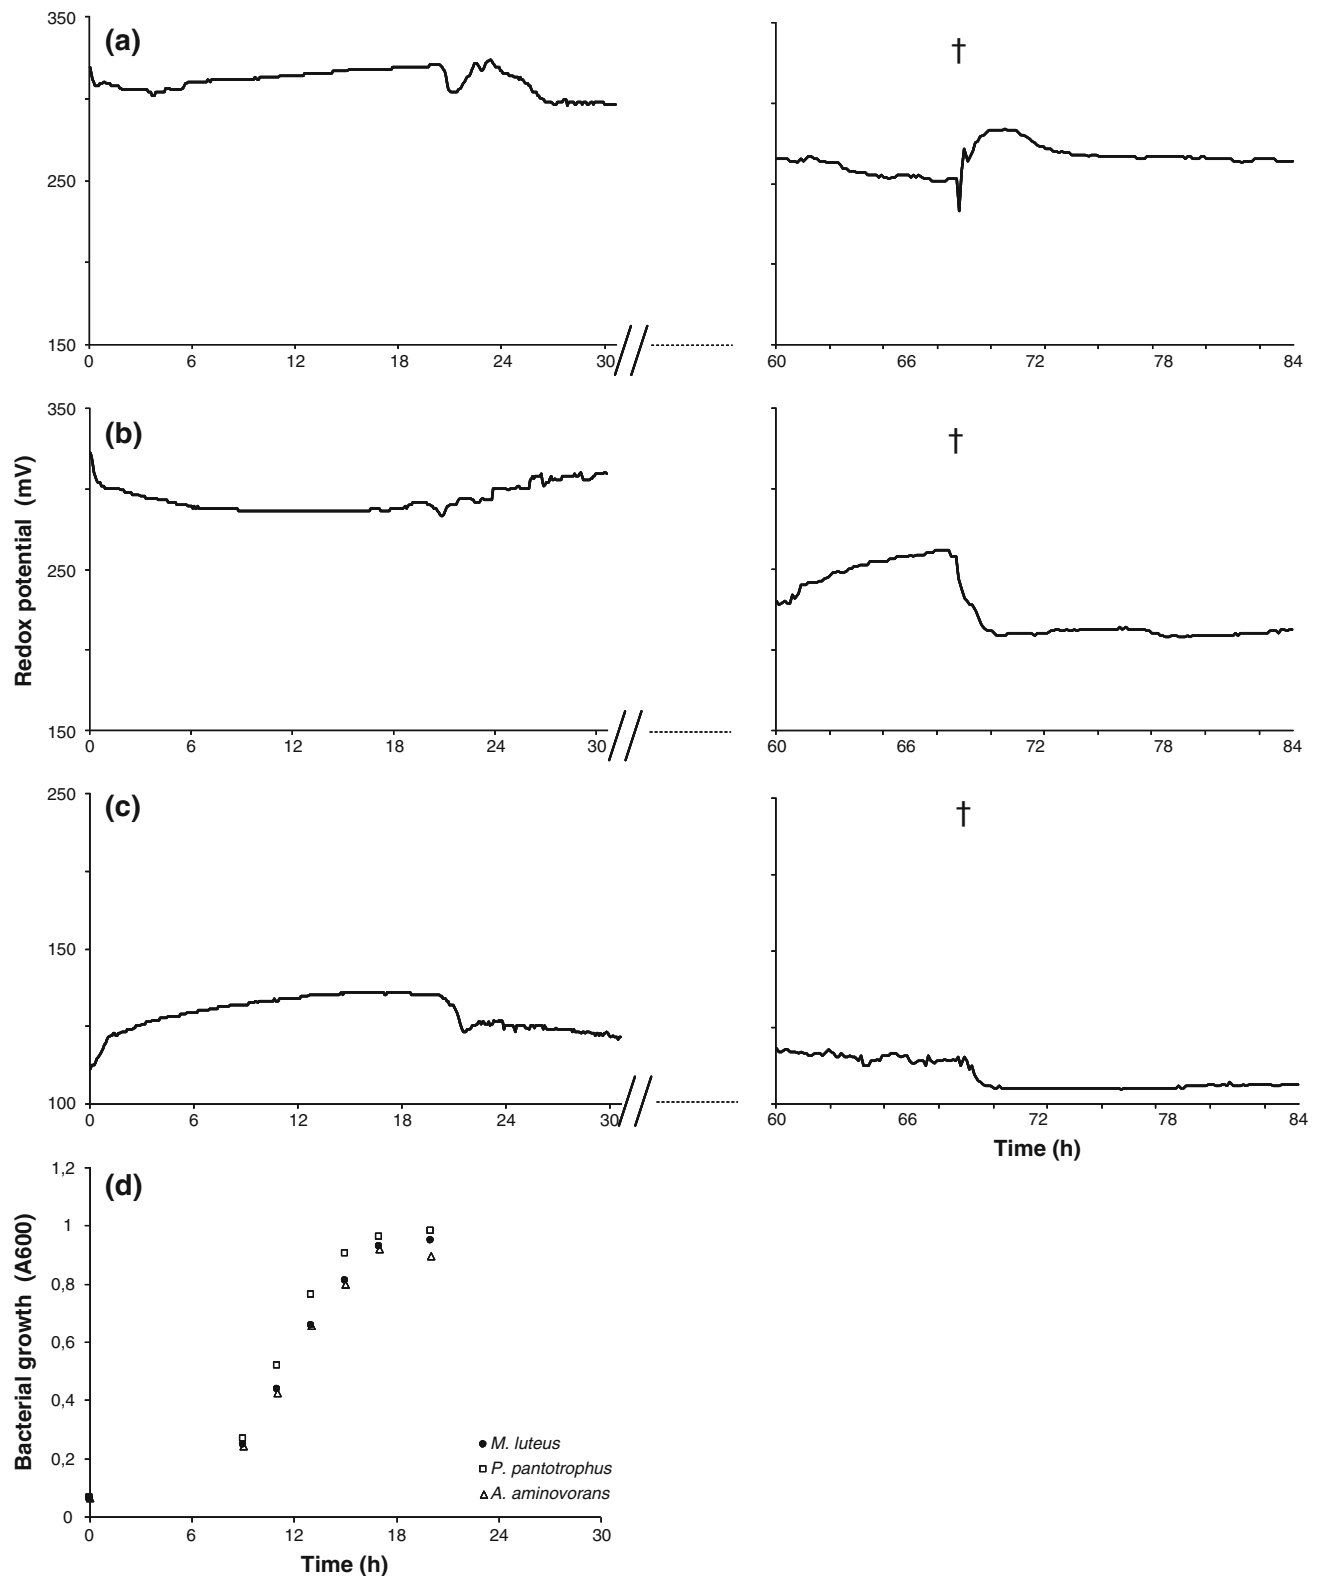 350
(a)
†
250
150
0 6 12 18 24 30
60 66 72 78 84
350
(b)
†
250
150
0 6 12 18 24 30
60 66 72 78 84
Redox potential (mV)
250
(c)
†
150
100
0 6 12 18 24 30
60 66 72 78 84
Time (h)
1,2
(d)
1
0,8
0,6
0,4
0,2
0
Bacterial growth (A600)
M. luteus
P. pantotrophus
A. aminovorans
0 6 12 18 24 30
Time (h)